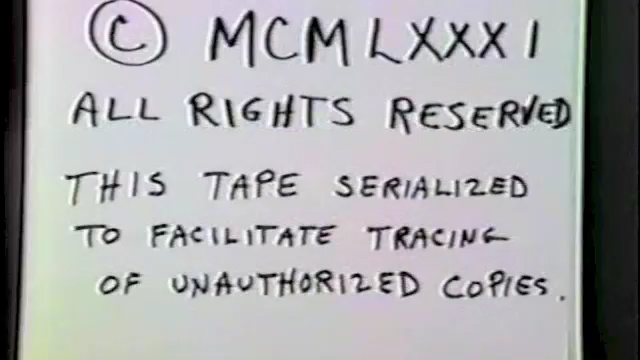 © MCMLXXXI
ALL RIGHTS RESERVED
THIS TAPE SERIALIZED
TO FACILITATE TRACING
OF UNAUTHORIZED COPIES.